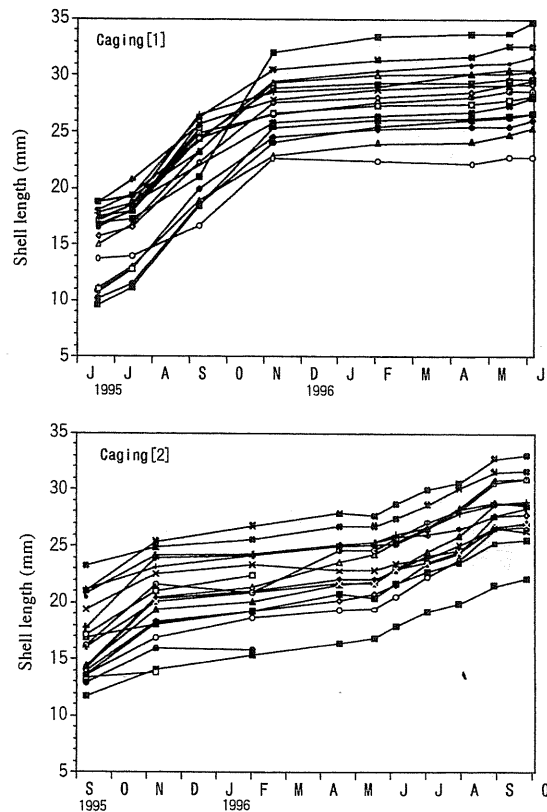 35
Caging[1]
30
25
20
15
10
5
Shell length (mm)
J J A S O N D J F M A M J
1995 1996
35
Caging[2]
30
25
20
15
10
5
Shell length (mm)
S O N D J F M A M J J A S O
1995 1996